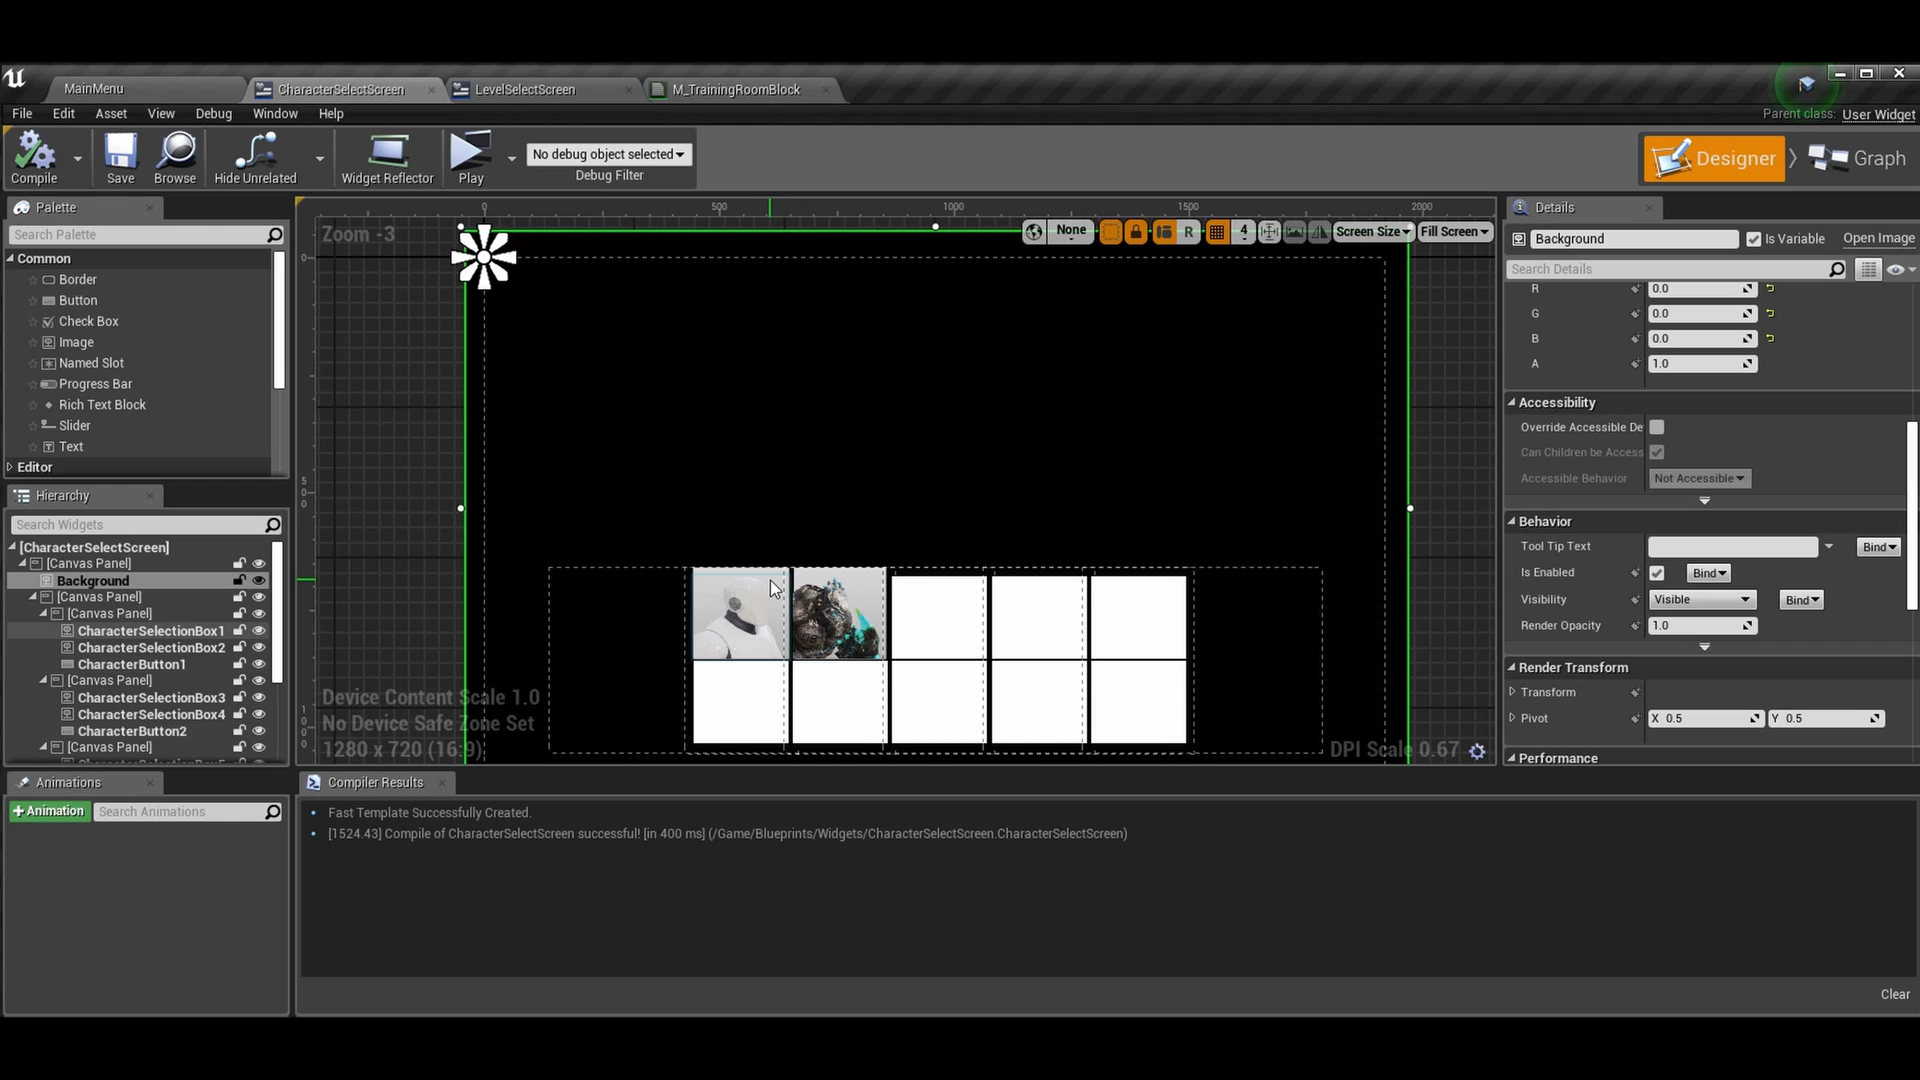 MainMenu
CharacterSelectScreen
LevelSelectScreen
M_TrainingRoomBlock
File Edit Asset View Debug Window Help
Parent class: User Widget
Compile
Save
Browse
Hide Unrelated
Widget Reflector
Play
No debug object selected
Debug Filter
Designer
Graph
Palette
Search Palette
Common
Border
Button
Check Box
Image
Named Slot
Progress Bar
Rich Text Block
Slider
Text
Editor
Hierarchy
Search Widgets
[CharacterSelectScreen]
[Canvas Panel]
Background
[Canvas Panel]
[Canvas Panel]
CharacterSelectionBox1
CharacterSelectionBox2
CharacterButton1
[Canvas Panel]
CharacterSelectionBox3
CharacterSelectionBox4
CharacterButton2
[Canvas Panel]
Animations
+Animation
Search Animations
0 500 1000 1500 2000
Zoom -3
None
R
4
Screen Size
Fill Screen
0
5
0
0
1
0
0
Device Content Scale 1.0
No Device Safe Zone Set
1280 x 720 (16:9)
DPI Scale 0.67
Compiler Results
Fast Template Successfully Created.
[1524.43] Compile of CharacterSelectScreen successful! [in 400 ms] (/Game/Blueprints/Widgets/CharacterSelectScreen.CharacterSelectScreen)
Clear
Details
Background
Is Variable
Open Image
Search Details
R 0.0
G 0.0
B 0.0
A 1.0
Accessibility
Override Accessible De
Can Children be Access
Accessible Behavior Not Accessible
Behavior
Tool Tip Text Bind
Is Enabled Bind
Visibility Visible Bind
Render Opacity 1.0
Render Transform
Transform
Pivot X 0.5 Y 0.5
Performance